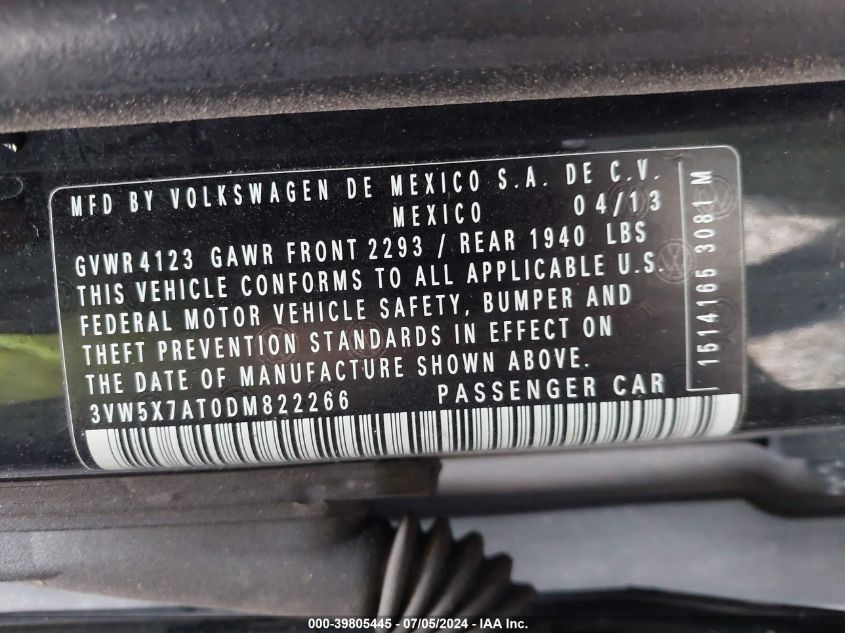 MFD BY VOLKSWAGEN DE MEXICO S.A. DE C.V.
MEXICO 04/13
GVWR 4123 GAWR FRONT 2293 / REAR 1940 LBS
THIS VEHICLE CONFORMS TO ALL APPLICABLE U.S.
FEDERAL MOTOR VEHICLE SAFETY, BUMPER AND
THEFT PREVENTION STANDARDS IN EFFECT ON
THE DATE OF MANUFACTURE SHOWN ABOVE.
3VW5X7AT0DM822266 PASSENGER CAR
1514165 3081 M
000-39805445 - 07/05/2024 - IAA Inc.